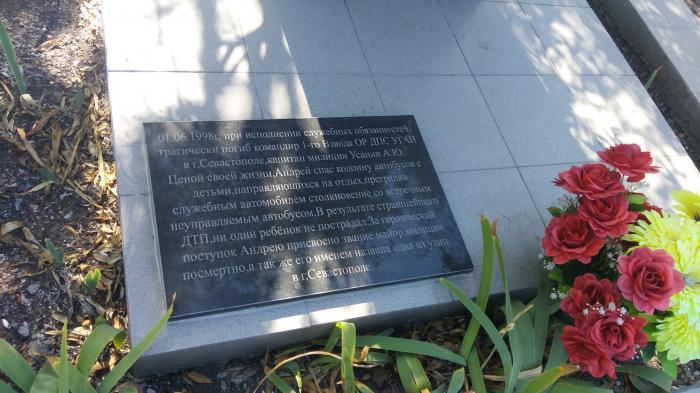 01.06.1998г. при исполнении служебных обязанностей,
трагически погиб командир 1-го Взвода ОР ДПС УГАИ
в г.Севастополе,капитан милиции Усанин А.Ю.
Ценой своей жизни,Андрей спас колонну автобусов с
детьми,направляющихся на отдых,преградив
служебным автомобилем столкновение,со встречным
неуправляемым автобусом.В результате страшнейшего
ДТП,ни один ребёнок не пострадал.За героический
поступок Андрею присвоено звание майор милиции
посмертно,а так же его именем названа одна из улиц
в г.Севастополе